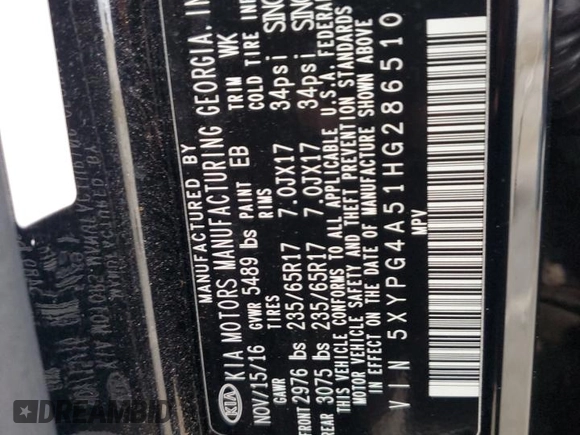 MANUFACTURED BY
KIA KIA MOTORS MANUFACTURING GEORGIA, IN
NOV/15/16 GVWR 5489 lbs PAINT EB TRIM WK
GAWR TIRES RIMS COLD TIRE INF
FRONT 2976 lbs 235/65R17 7.0JX17 34psi SING
REAR 3075 lbs 235/65R17 7.0JX17 34psi SING
THIS VEHICLE CONFORMS TO ALL APPLICABLE U.S.A. FEDERAL
MOTOR VEHICLE SAFETY AND THEFT PREVENTION STANDARDS
IN EFFECT ON THE DATE OF MANUFACTURE SHOWN ABOVE
VIN 5XYPG4A51HG286510
MPV
DREAMBID